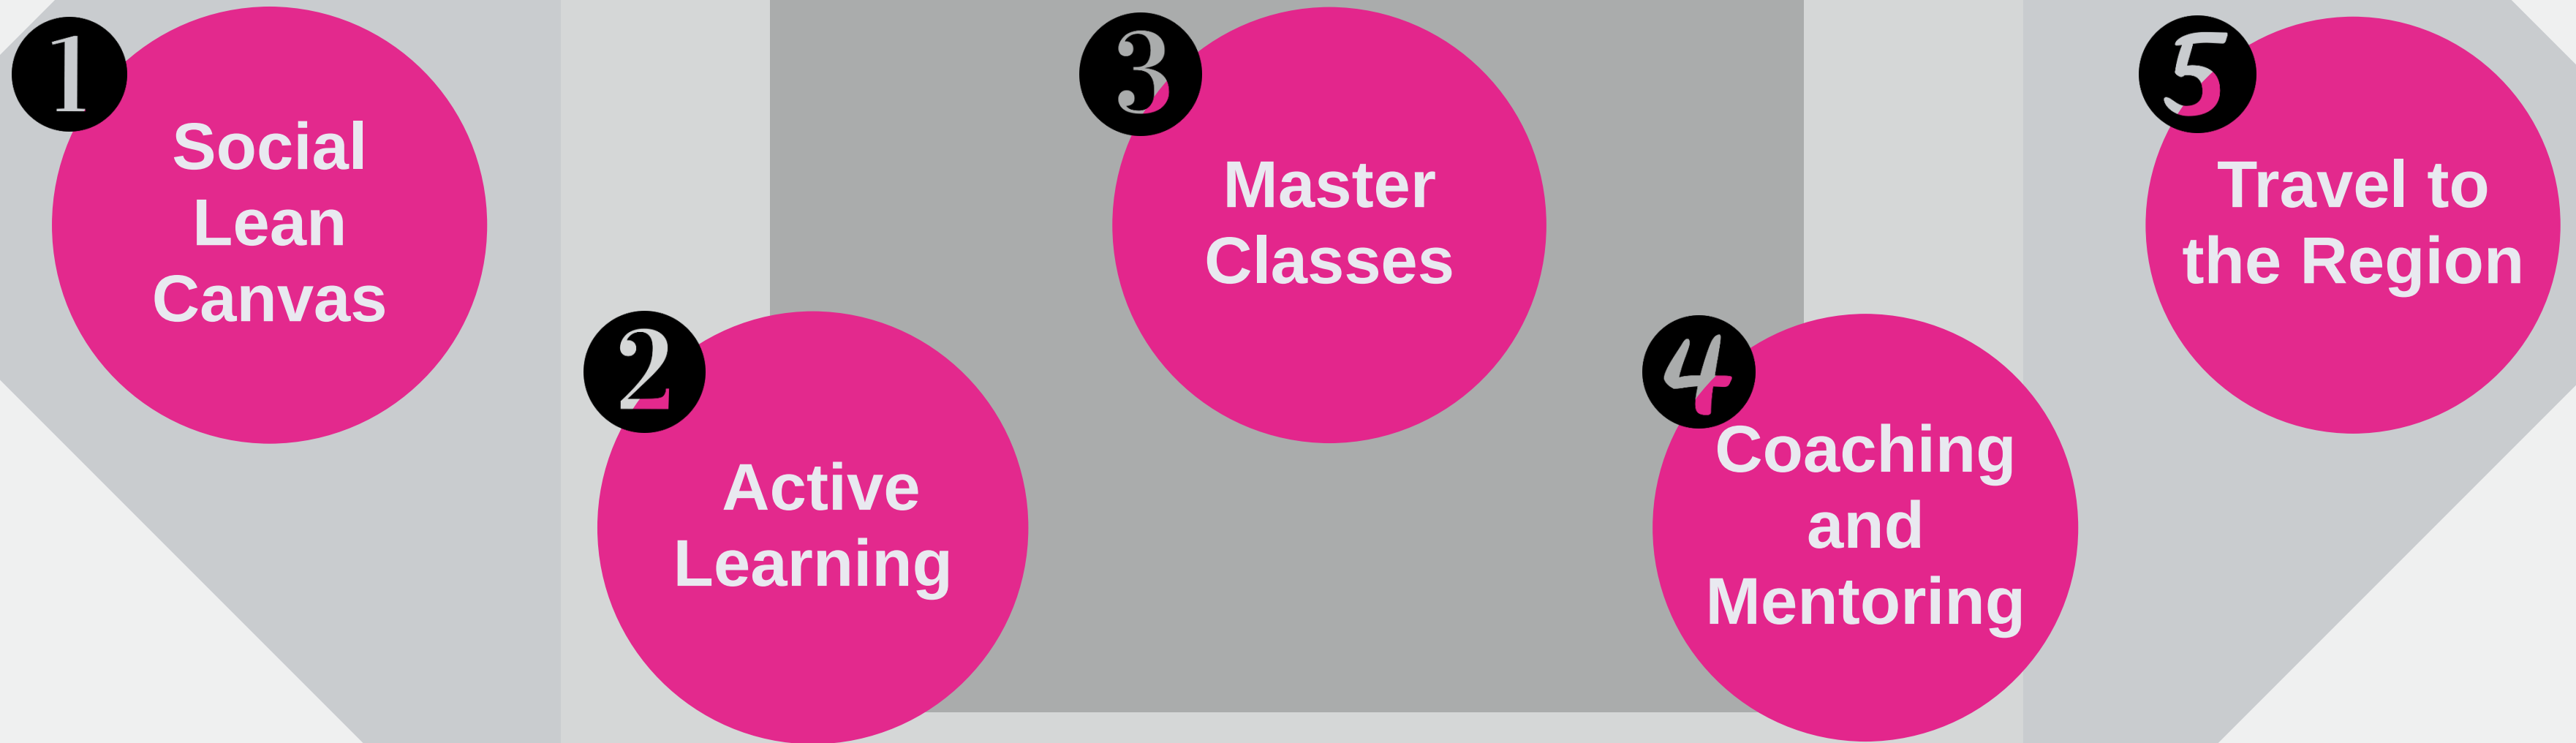 1
Social
Lean
Canvas
2
Active
Learning
3
Master
Classes
4
Coaching
and
Mentoring
5
Travel to
the Region